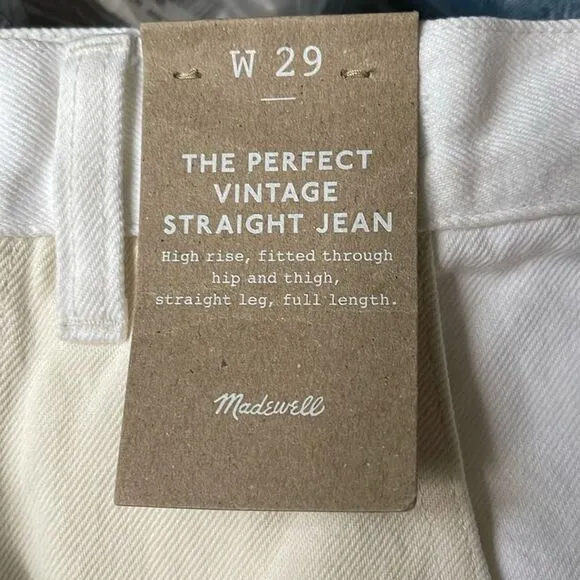 W 29
THE PERFECT
VINTAGE
STRAIGHT JEAN
High rise, fitted through
hip and thigh,
straight leg, full length.
Madewell